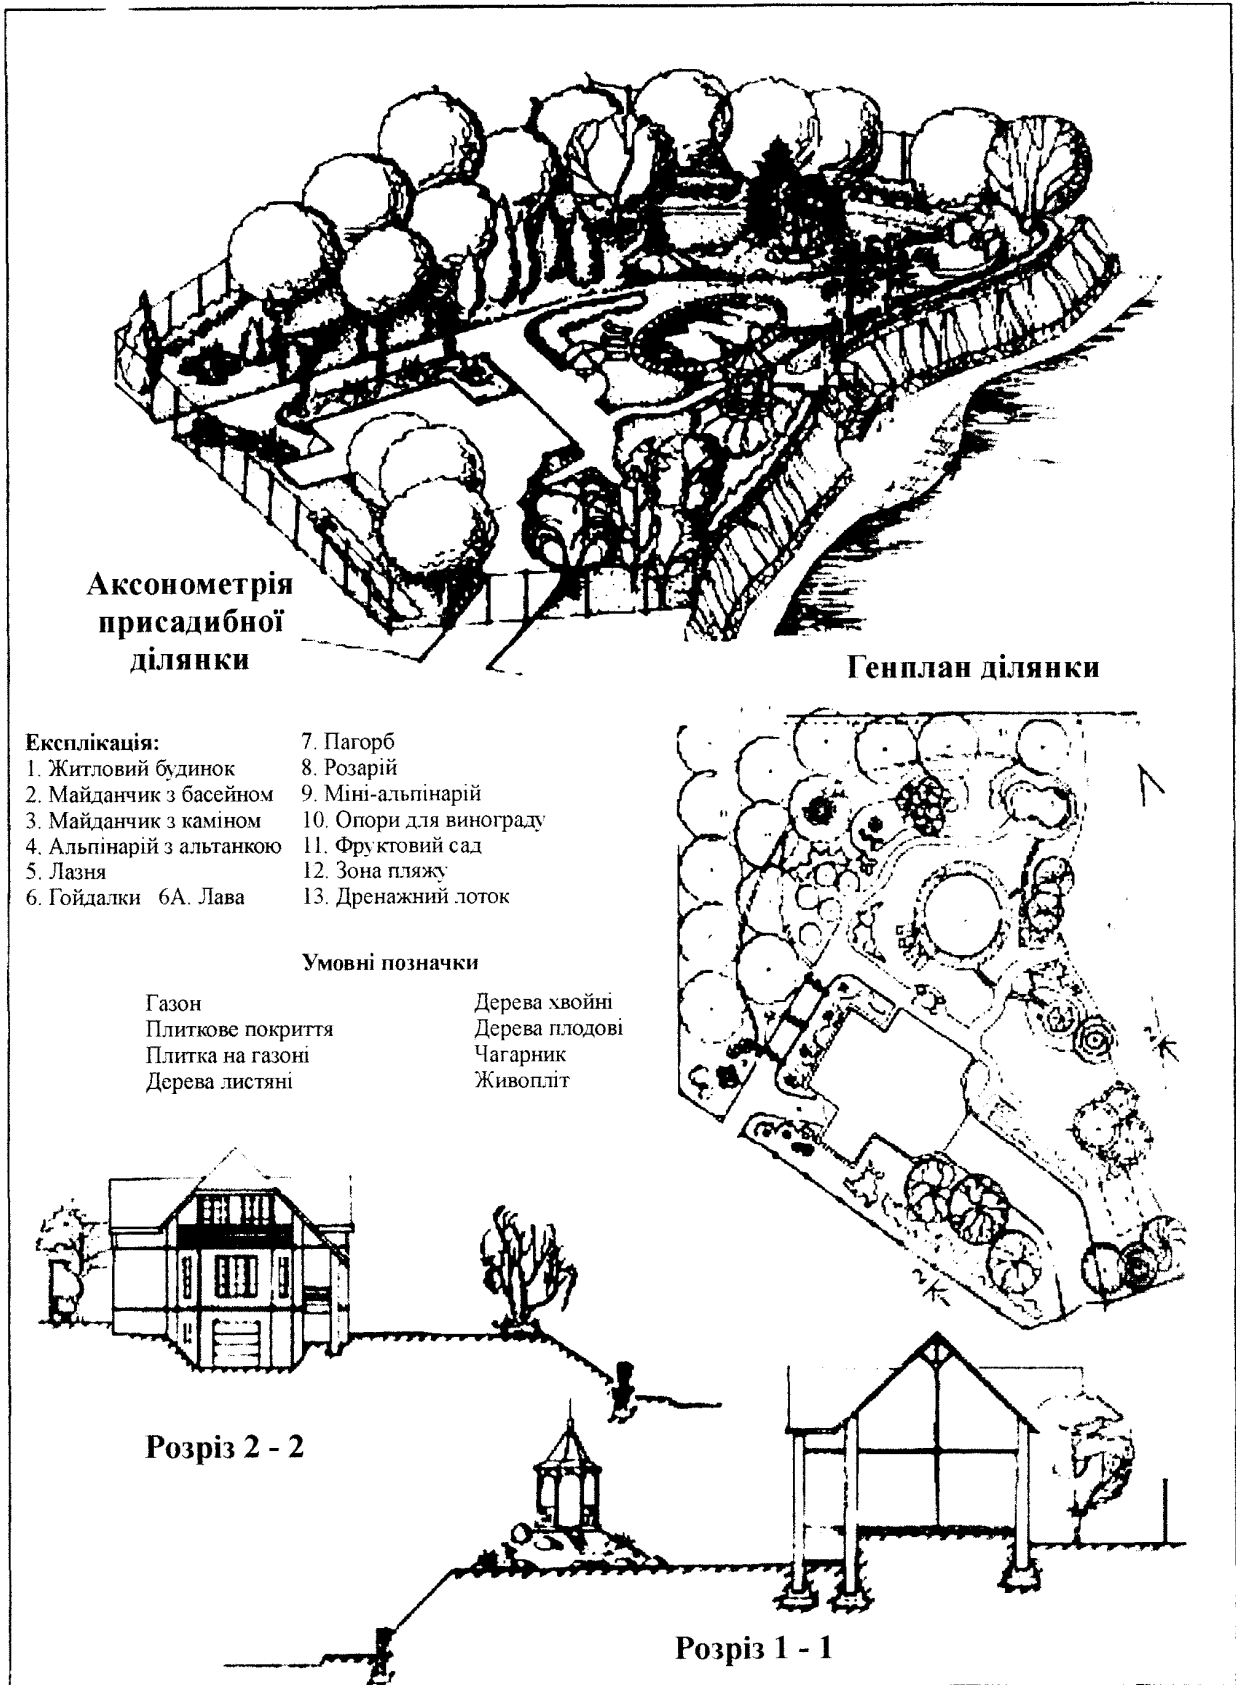 Аксонометрія
присадибної
ділянки
Генплан ділянки
Експлікація:
1. Житловий будинок
2. Майданчик з басейном
3. Майданчик з каміном
4. Альпінарій з альтанкою
5. Лазня
6. Гойдалки 6А. Лава
7. Пагорб
8. Розарій
9. Міні-альпінарій
10. Опори для винограду
11. Фруктовий сад
12. Зона пляжу
13. Дренажний лоток
Умовні позначки
Газон
Плиткове покриття
Плитка на газоні
Дерева листяні
Дерева хвойні
Дерева плодові
Чагарник
Живопліт
2
2
Розріз 2 - 2
Розріз 1 - 1